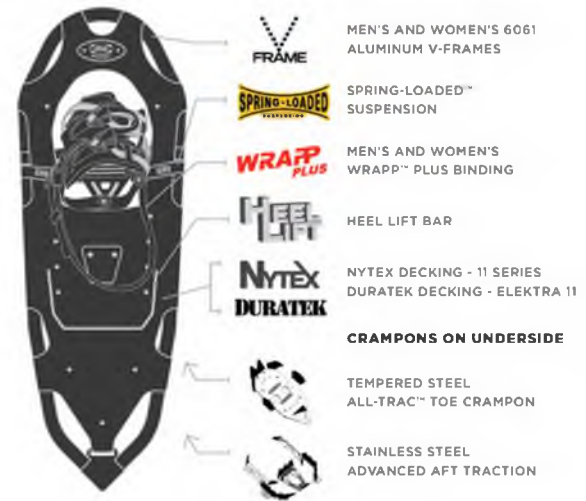 V
FRAME
MEN'S AND WOMEN'S 6061
ALUMINUM V-FRAMES
SPRING-LOADED
SUSPENSION
SPRING-LOADED™
SUSPENSION
WRAPP
PLUS
MEN'S AND WOMEN'S
WRAPP™ PLUS BINDING
HEEL
LIFT
HEEL LIFT BAR
NYTEX
DURATEK
NYTEX DECKING - 11 SERIES
DURATEK DECKING - ELEKTRA 11
CRAMPONS ON UNDERSIDE
TEMPERED STEEL
ALL-TRAC™ TOE CRAMPON
STAINLESS STEEL
ADVANCED AFT TRACTION